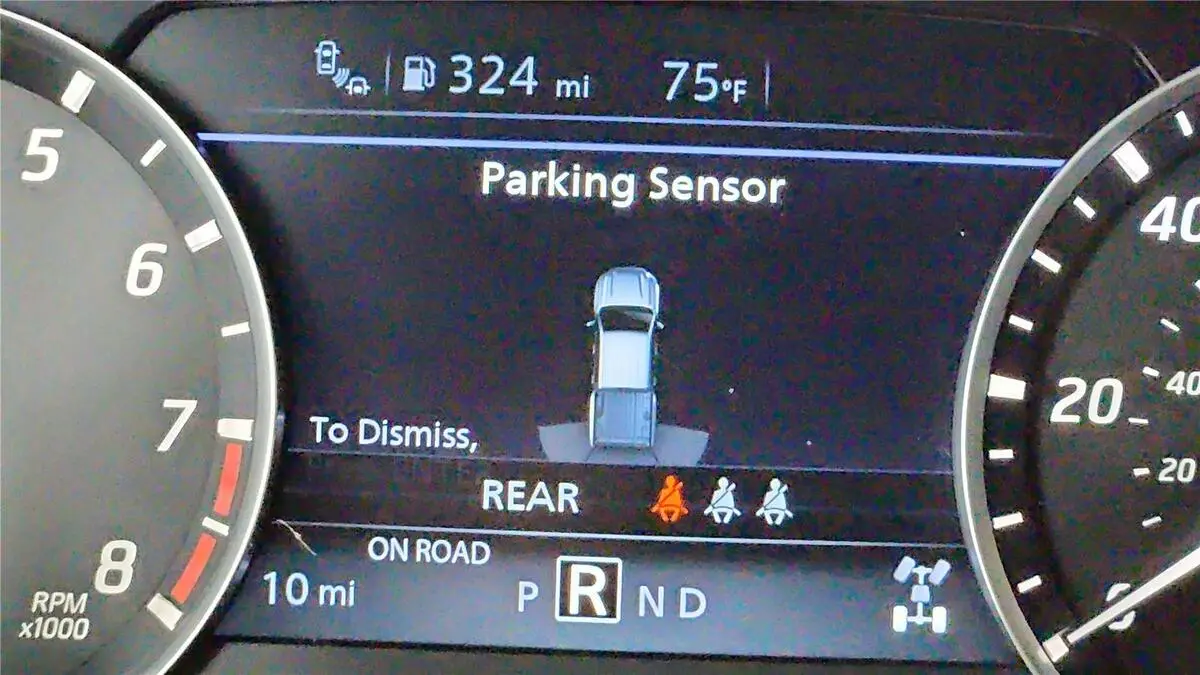 324 mi
75°F
Parking Sensor
To Dismiss,
REAR
ON ROAD
10 mi
P R N D
5
6
7
8
RPM
x1000
40
20
40
20